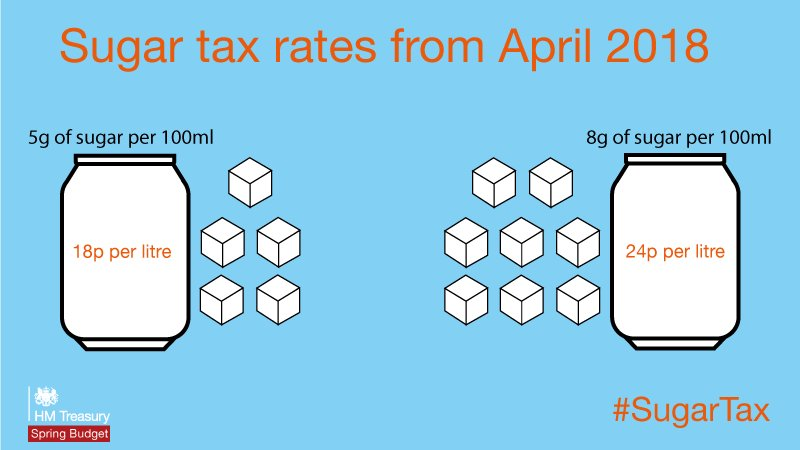 Sugar tax rates from April 2018
5g of sugar per 100ml
8g of sugar per 100ml
18p per litre
24p per litre
HM Treasury
Spring Budget
#SugarTax